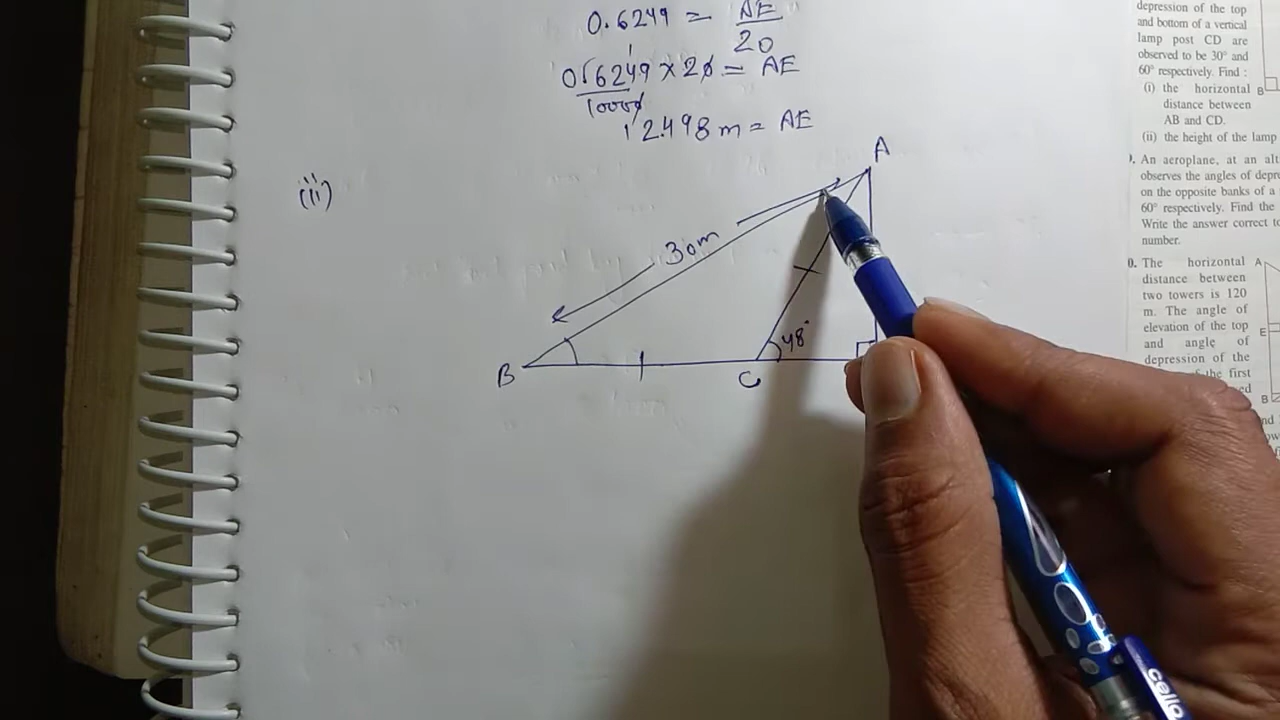 0.6249 = AE
20
0.6249 × 20 = AE
10000
12.498 m = AE
(ii)
A
30m
48°
B
C
cello
depression of the top
and bottom of a vertical
lamp post CD are
observed to be 30° and
60° respectively. Find :
(i) the horizontal
distance between
AB and CD.
(ii) the height of the lamp
B
An aeroplane, at an alt
observes the angles of depre
on the opposite banks of a
60° respectively. Find the
Write the answer correct to
number.
0. The horizontal
distance between
two towers is 120
m. The angle of
elevation of the top
and angle of
depression of the
the first
ed
A
E
B
nd